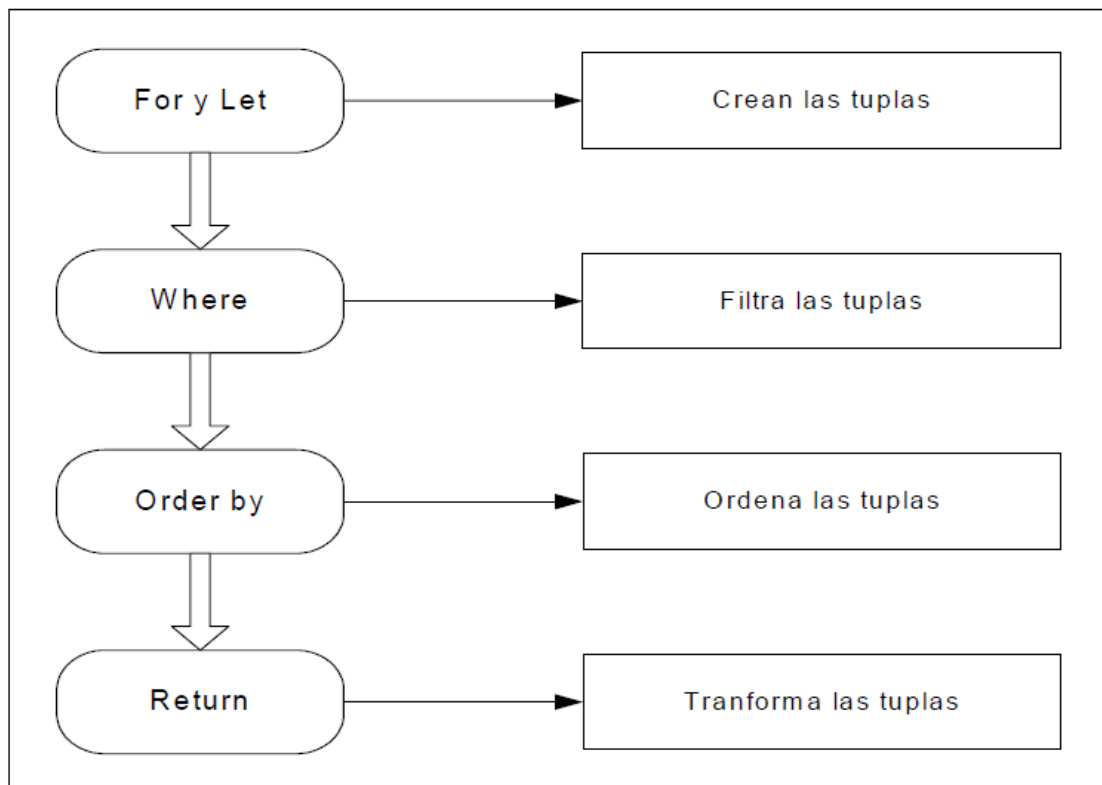 For y Let
Crean las tuplas
Where
Filtra las tuplas
Order by
Ordena las tuplas
Return
Tranforma las tuplas